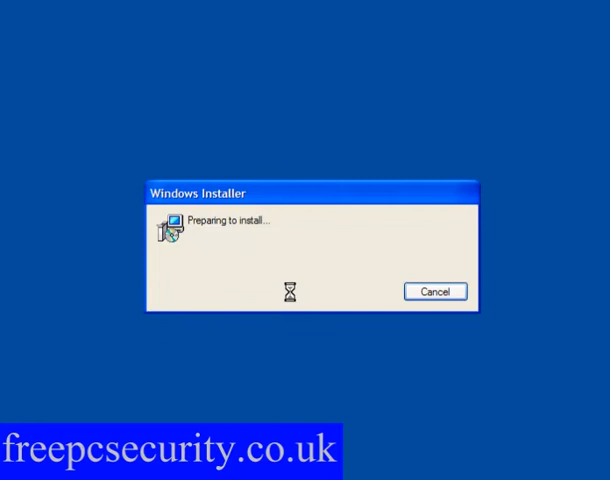 Windows Installer
Preparing to install...
Cancel
freepcsecurity.co.uk